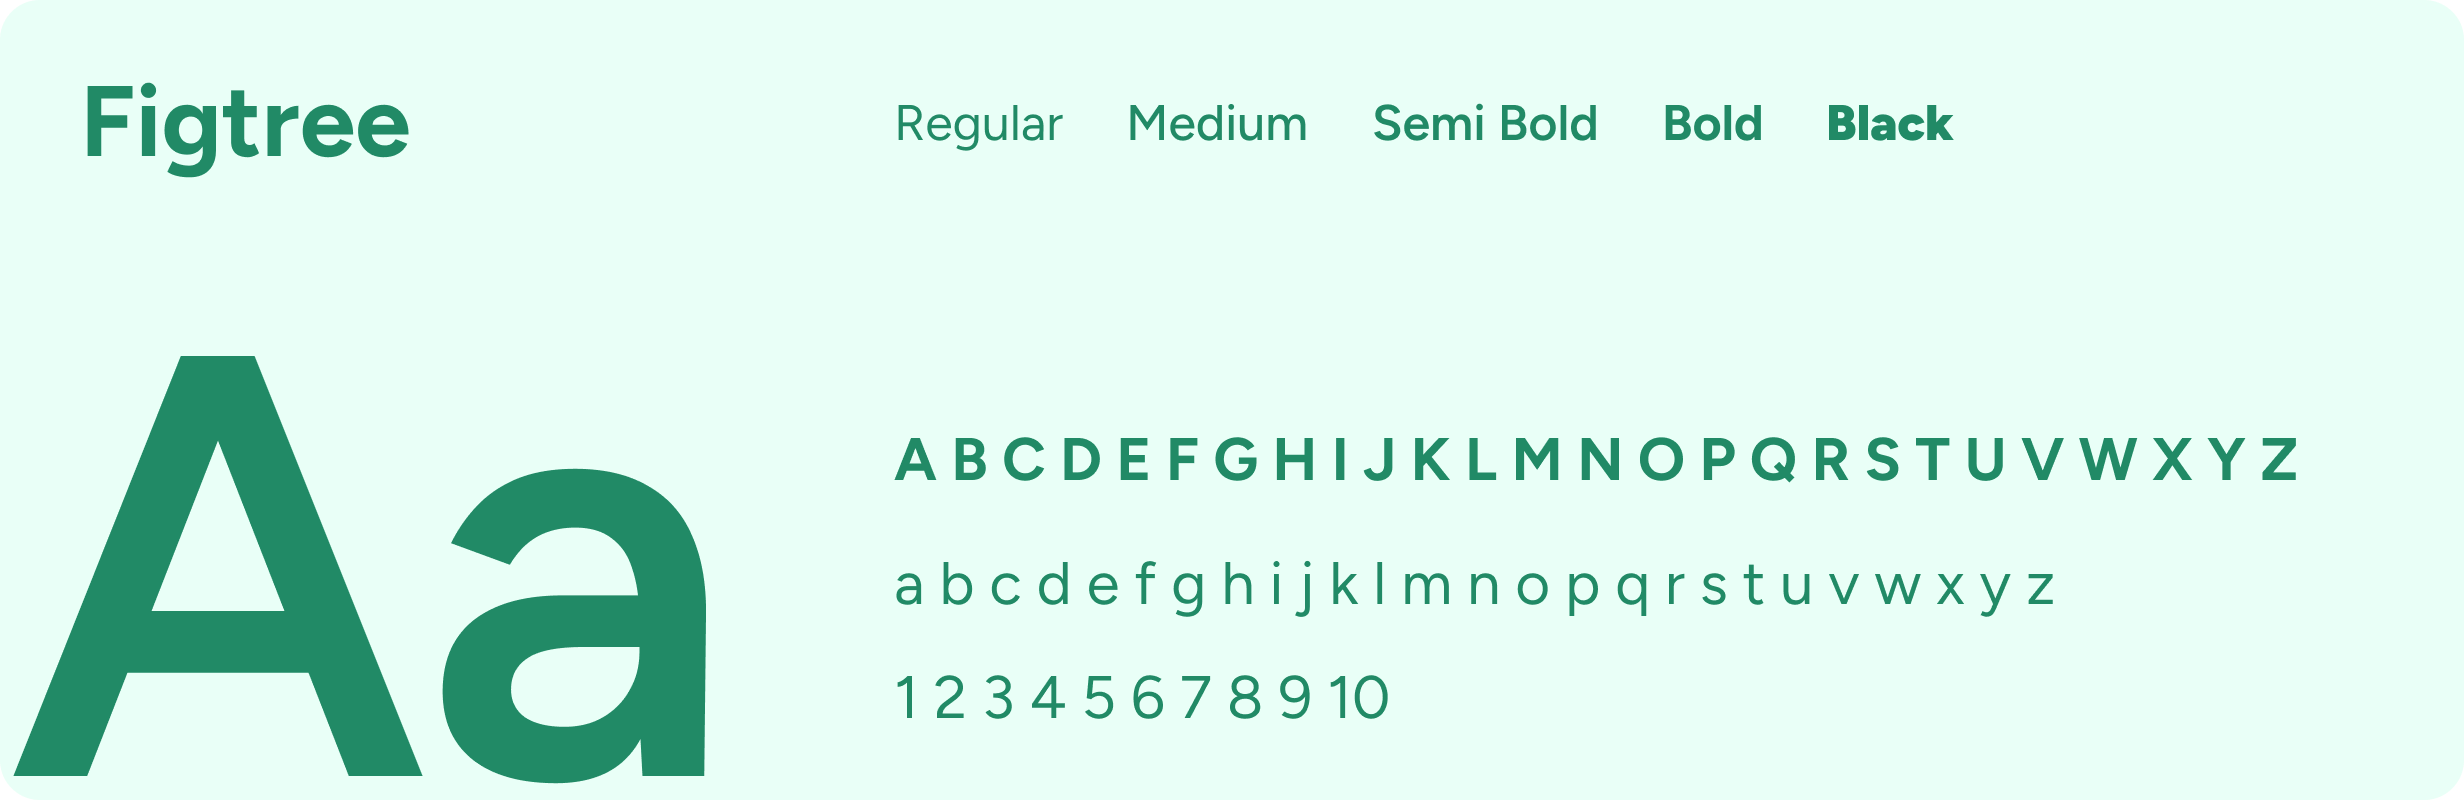 Figtree
Regular Medium Semi Bold Bold Black
Aa
A B C D E F G H I J K L M N O P Q R S T U V W X Y Z
a b c d e f g h i j k l m n o p q r s t u v w x y z
1 2 3 4 5 6 7 8 9 10